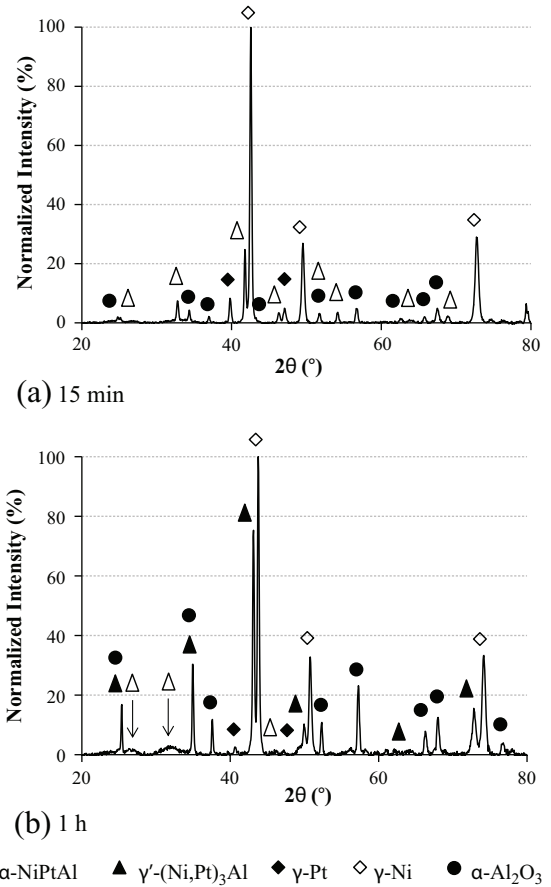 Normalized Intensity (%)
100
80
60
40
20
0
20 40 60 80
2θ (°)
(a) 15 min
Normalized Intensity (%)
100
80
60
40
20
0
20 40 60 80
2θ (°)
(b) 1 h
α-NiPtAl γ′-(Ni,Pt)₃Al γ-Pt γ-Ni α-Al₂O₃